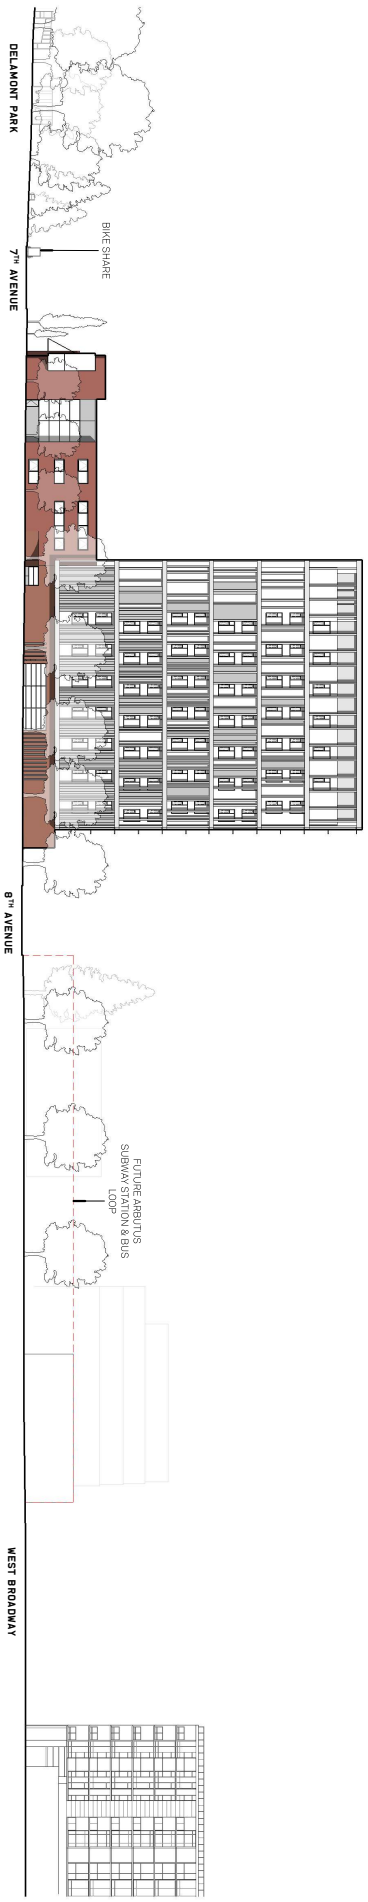 DELAMONT PARK
BIKE SHARE
7TH AVENUE
8TH AVENUE
FUTURE ARBUTUS
SUBWAY STATION & BUS
LOOP
WEST BROADWAY